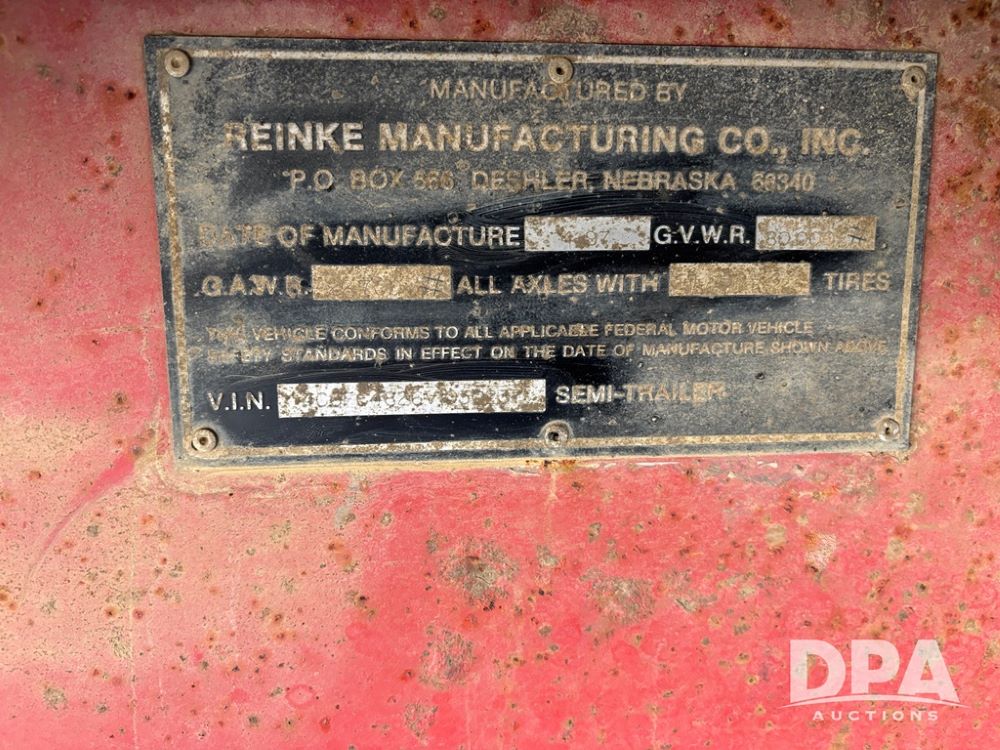 MANUFACTURED BY
REINKE MANUFACTURING CO., INC.
P.O. BOX 566 DESHLER, NEBRASKA 68340
DATE OF MANUFACTURE 97 G.V.W.R.
G.A.W.R. ALL AXLES WITH TIRES
THIS VEHICLE CONFORMS TO ALL APPLICABLE FEDERAL MOTOR VEHICLE
SAFETY STANDARDS IN EFFECT ON THE DATE OF MANUFACTURE SHOWN ABOVE
V.I.N. SEMI-TRAILER
DPA
AUCTIONS